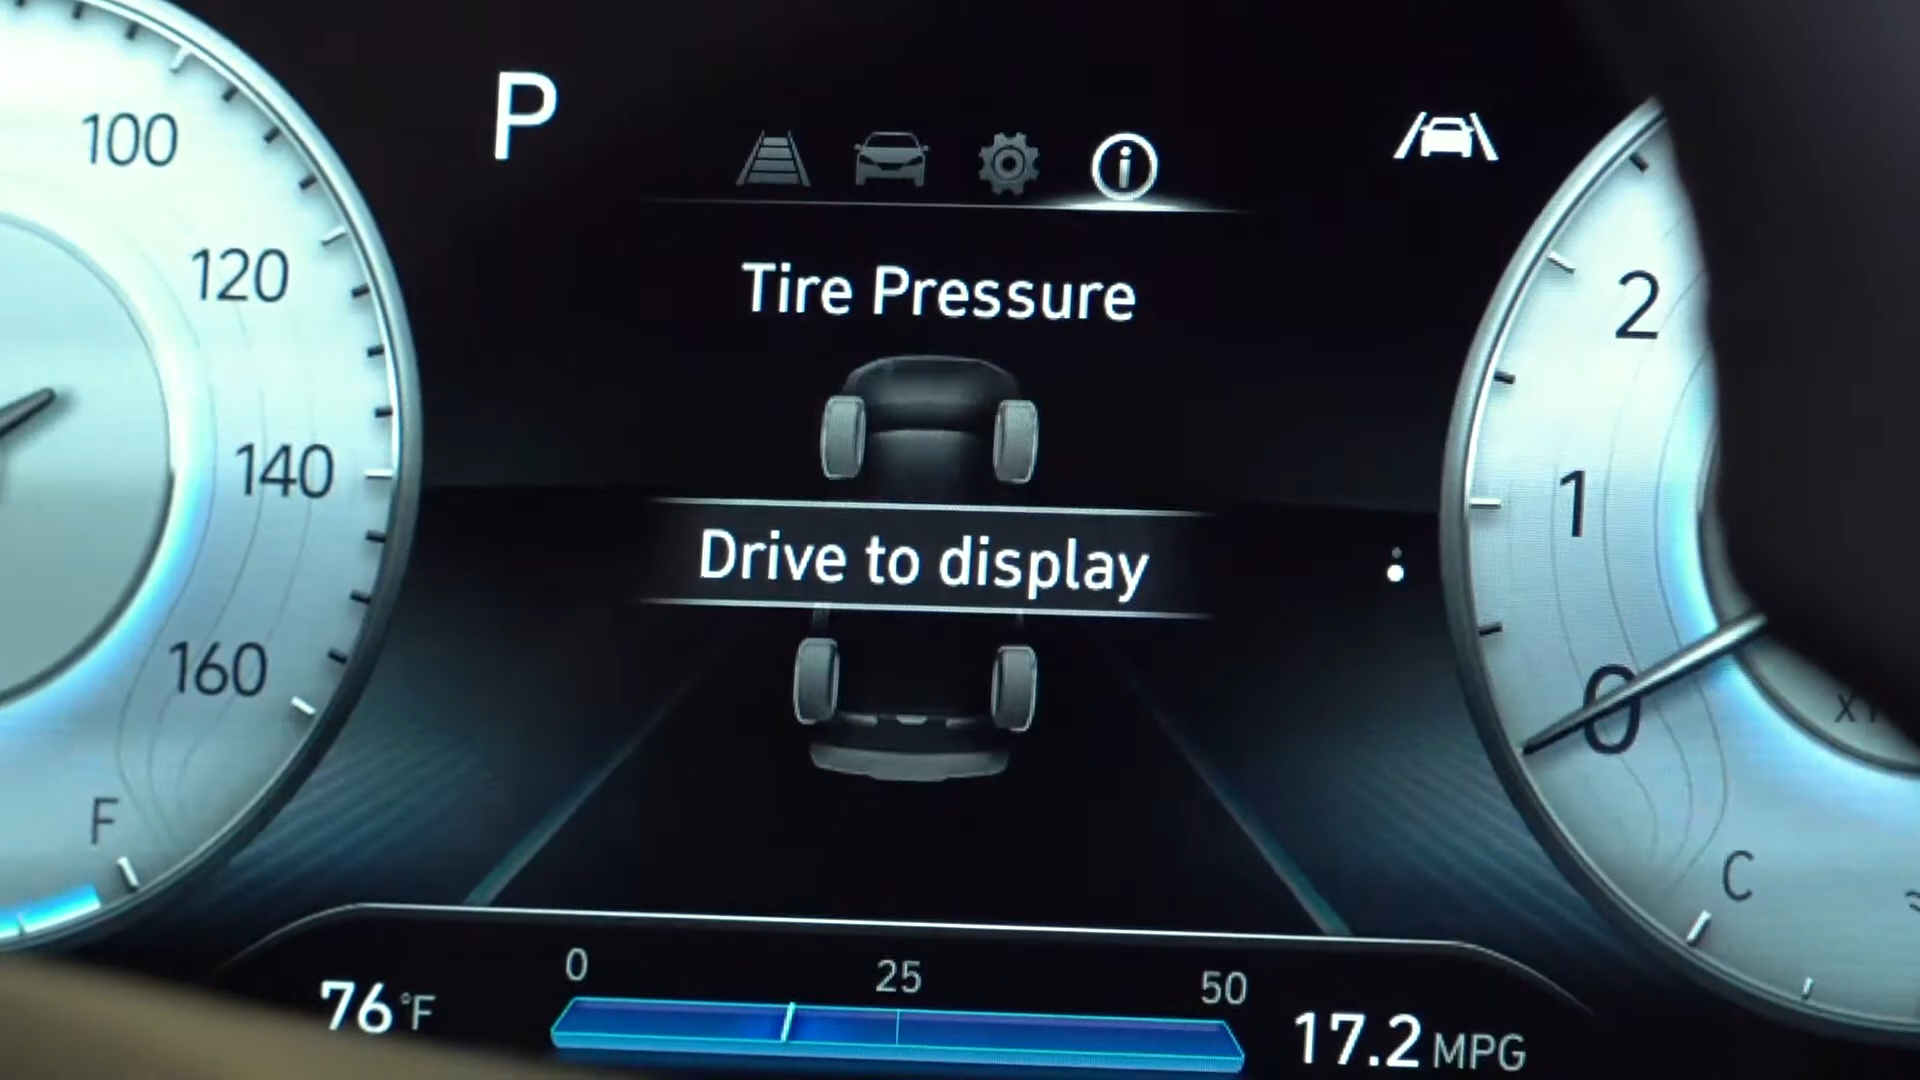 P
100
120
140
160
F
Tire Pressure
Drive to display
2
1
0
C
0
25
50
76 °F
17.2 MPG